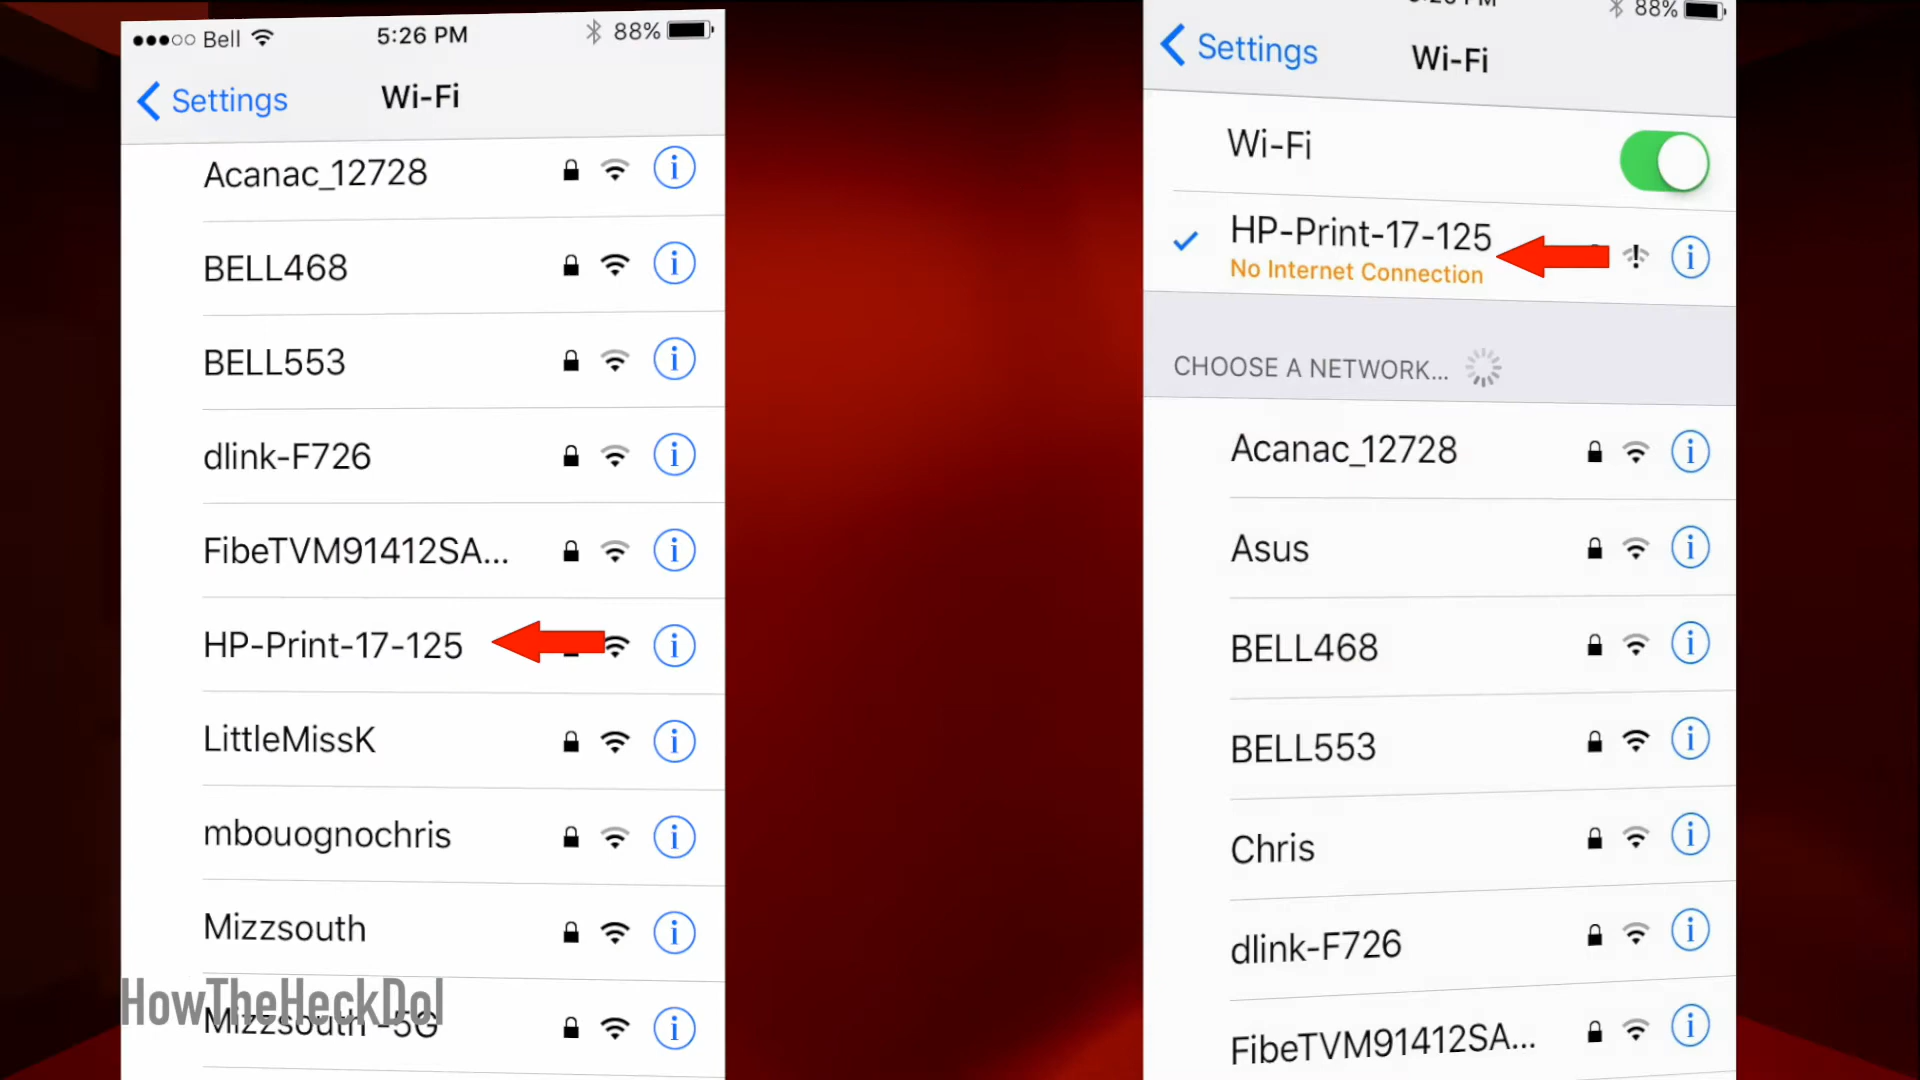 Bell
5:26 PM
88%
Settings
Wi-Fi
Acanac_12728
BELL468
BELL553
dlink-F726
FibeTVM91412SA...
HP-Print-17-125
LittleMissK
mbouognochris
Mizzsouth
Mizzsouth -5G
HowTheHeckDoI
88%
Settings
Wi-Fi
Wi-Fi
HP-Print-17-125
No Internet Connection
CHOOSE A NETWORK...
Acanac_12728
Asus
BELL468
BELL553
Chris
dlink-F726
FibeTVM91412SA...